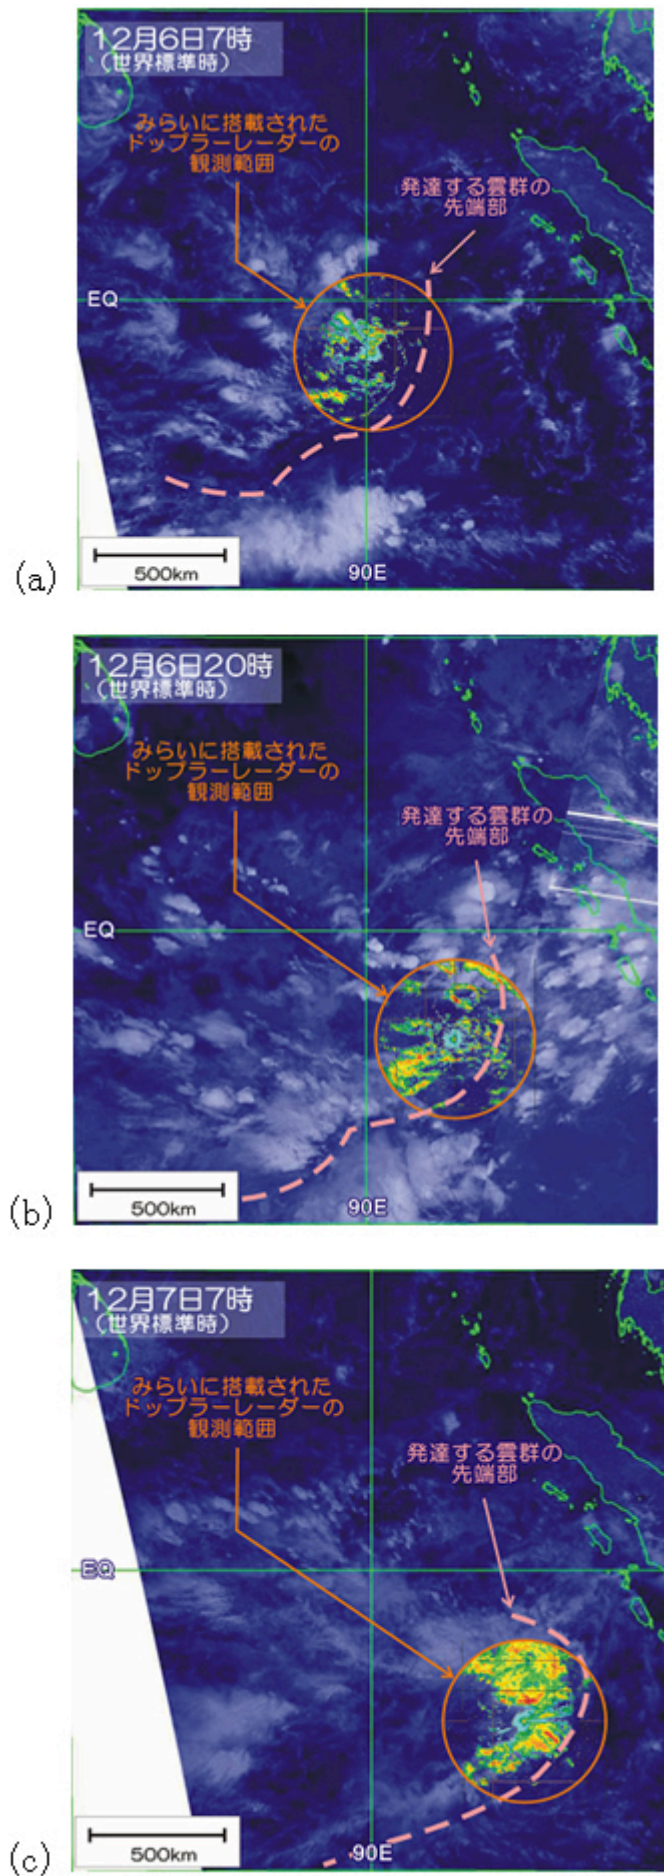 12月6日7時
(世界標準時)
みらいに搭載された
ドップラーレーダーの
観測範囲
発達する雲群の
先端部
EQ
500km
90E
(a)
12月6日20時
(世界標準時)
みらいに搭載された
ドップラーレーダーの
観測範囲
発達する雲群の
先端部
EQ
500km
90E
(b)
12月7日7時
(世界標準時)
みらいに搭載された
ドップラーレーダーの
観測範囲
発達する雲群の
先端部
EQ
500km
90E
(c)